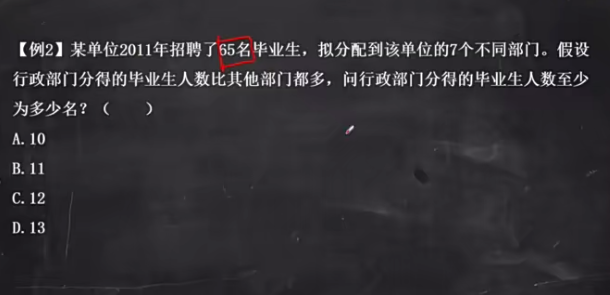 【例2】某单位2011年招聘了65名毕业生，拟分配到该单位的7个不同部门。假设
行政部门分得的毕业生人数比其他部门都多，问行政部门分得的毕业生人数至少
为多少名？（　　）
A.10
B.11
C.12
D.13